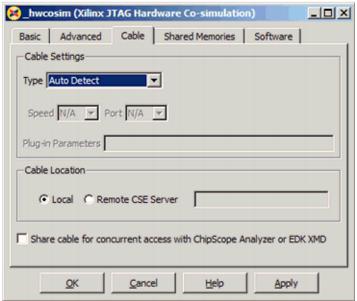 _hwcosim (Xilinx JTAG Hardware Co-simulation)
Basic Advanced Cable Shared Memories Software
Cable Settings
Type Auto Detect
Speed N/A Port N/A
Plug-in Parameters
Cable Location
Local Remote CSE Server
Share cable for concurrent access with ChipScope Analyzer or EDK XMD
OK Cancel Help Apply